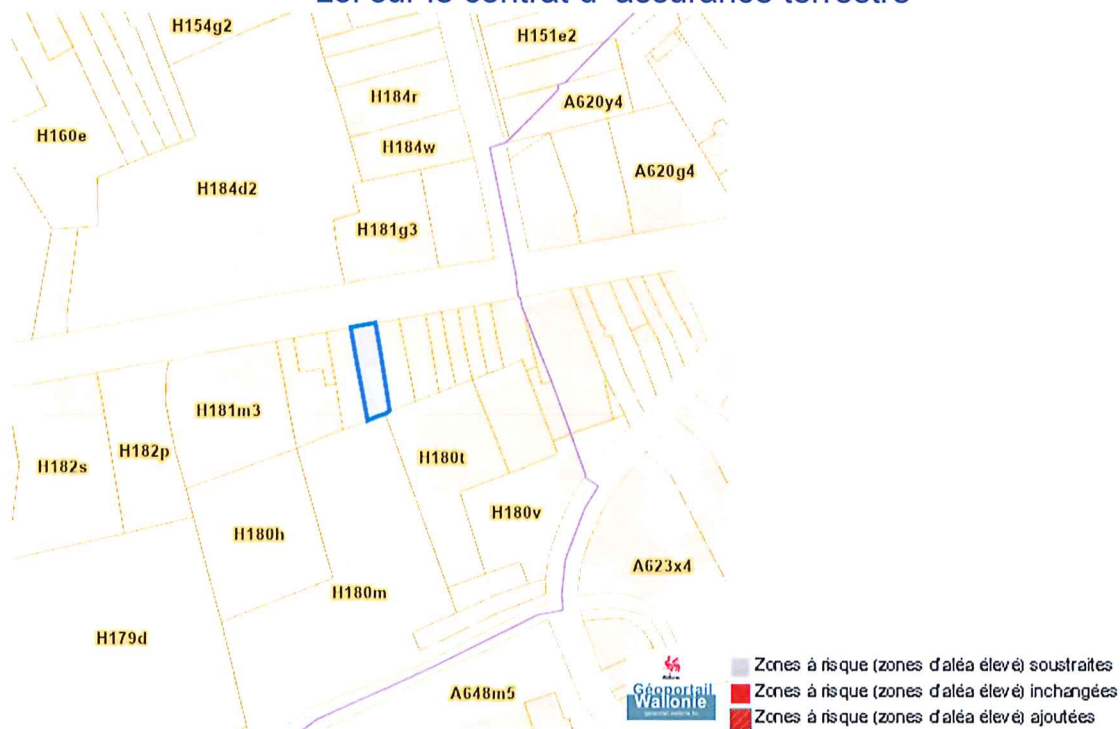 H154g2
H151e2
H184r
A620y4
H160e
H184w
A620g4
H184d2
H181g3
H181m3
H182p
H182s
H180t
H180v
H180h
A623x4
H180m
H179d
A648m5
Géoportail
Wallonie
Zones à risque (zones d'aléa élevé) soustraites
Zones à risque (zones d'aléa élevé) inchangées
Zones à risque (zones d'aléa élevé) ajoutées